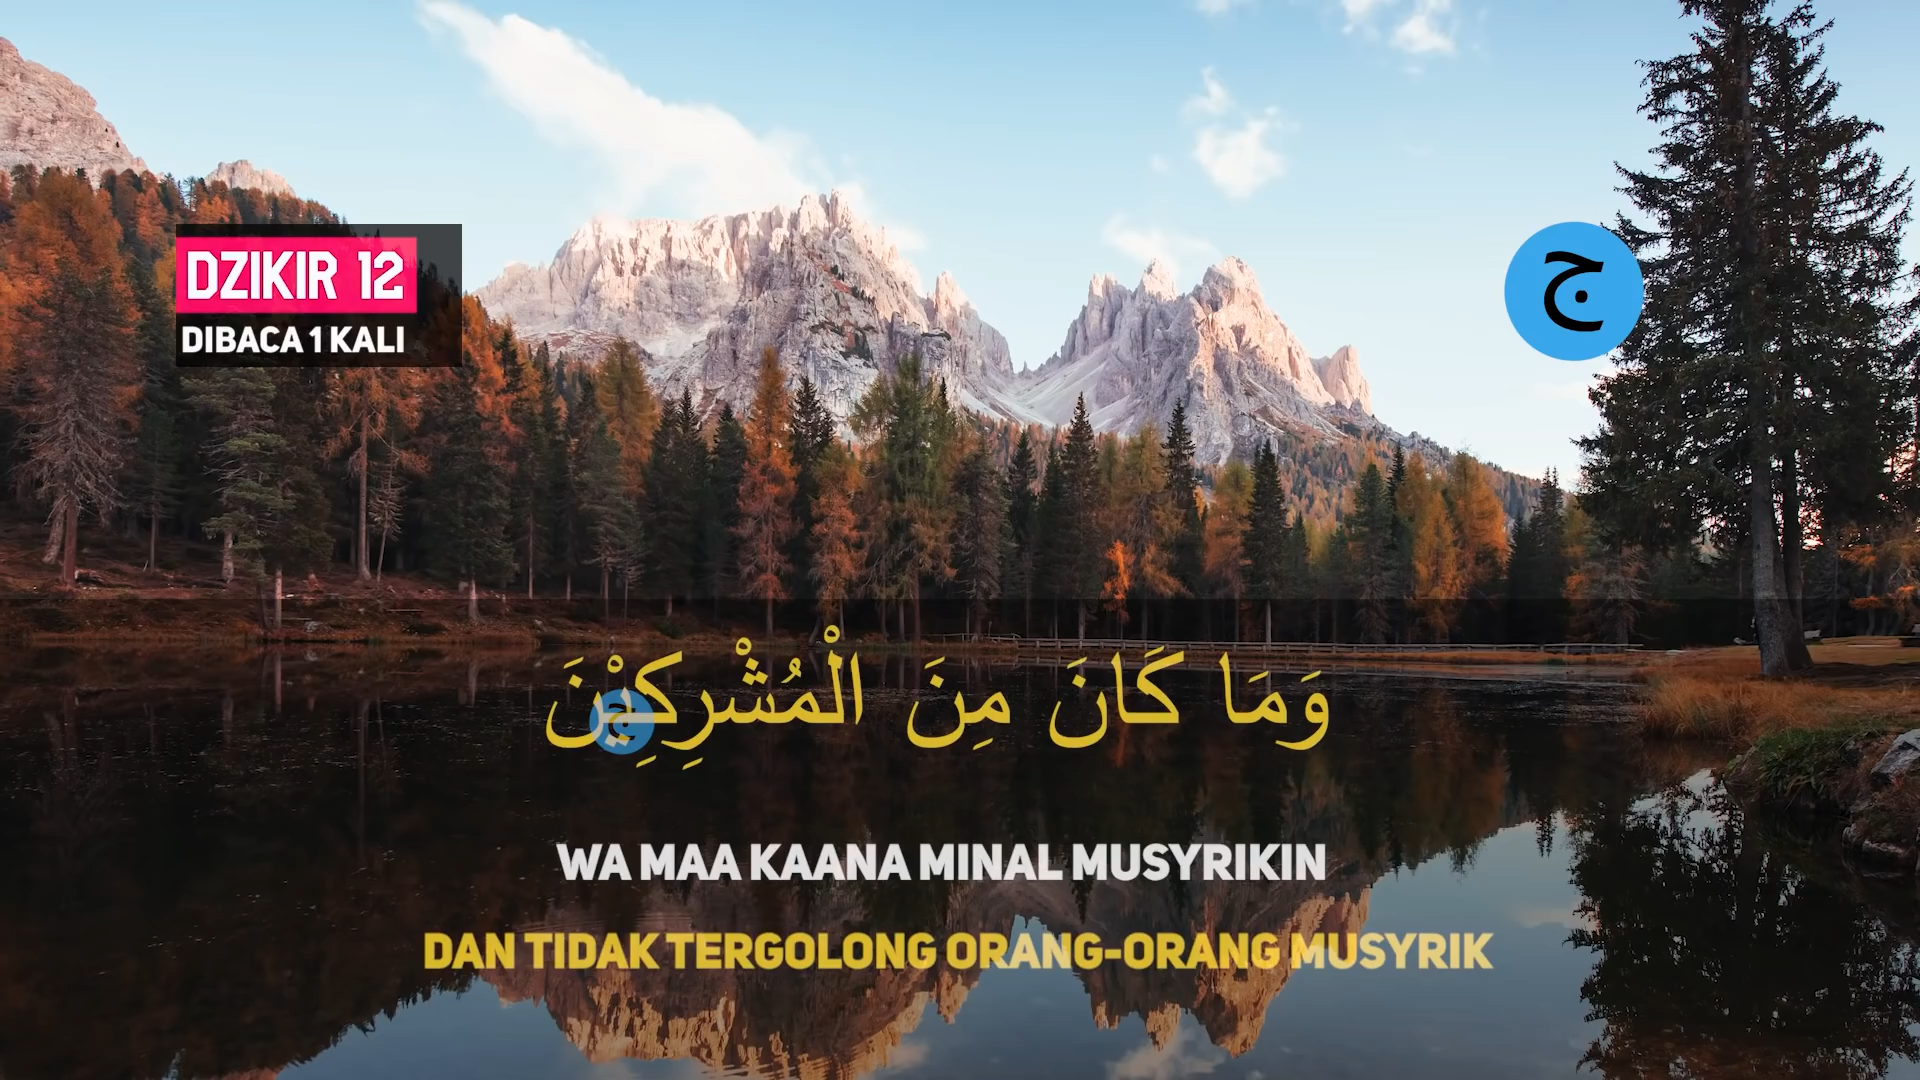 DZIKIR 12
DIBACA 1 KALI
ج
وَمَا كَانَ مِنَ الْمُشْرِكِيْنَ
ج
WA MAA KAANA MINAL MUSYRIKIN
DAN TIDAK TERGOLONG ORANG-ORANG MUSYRIK